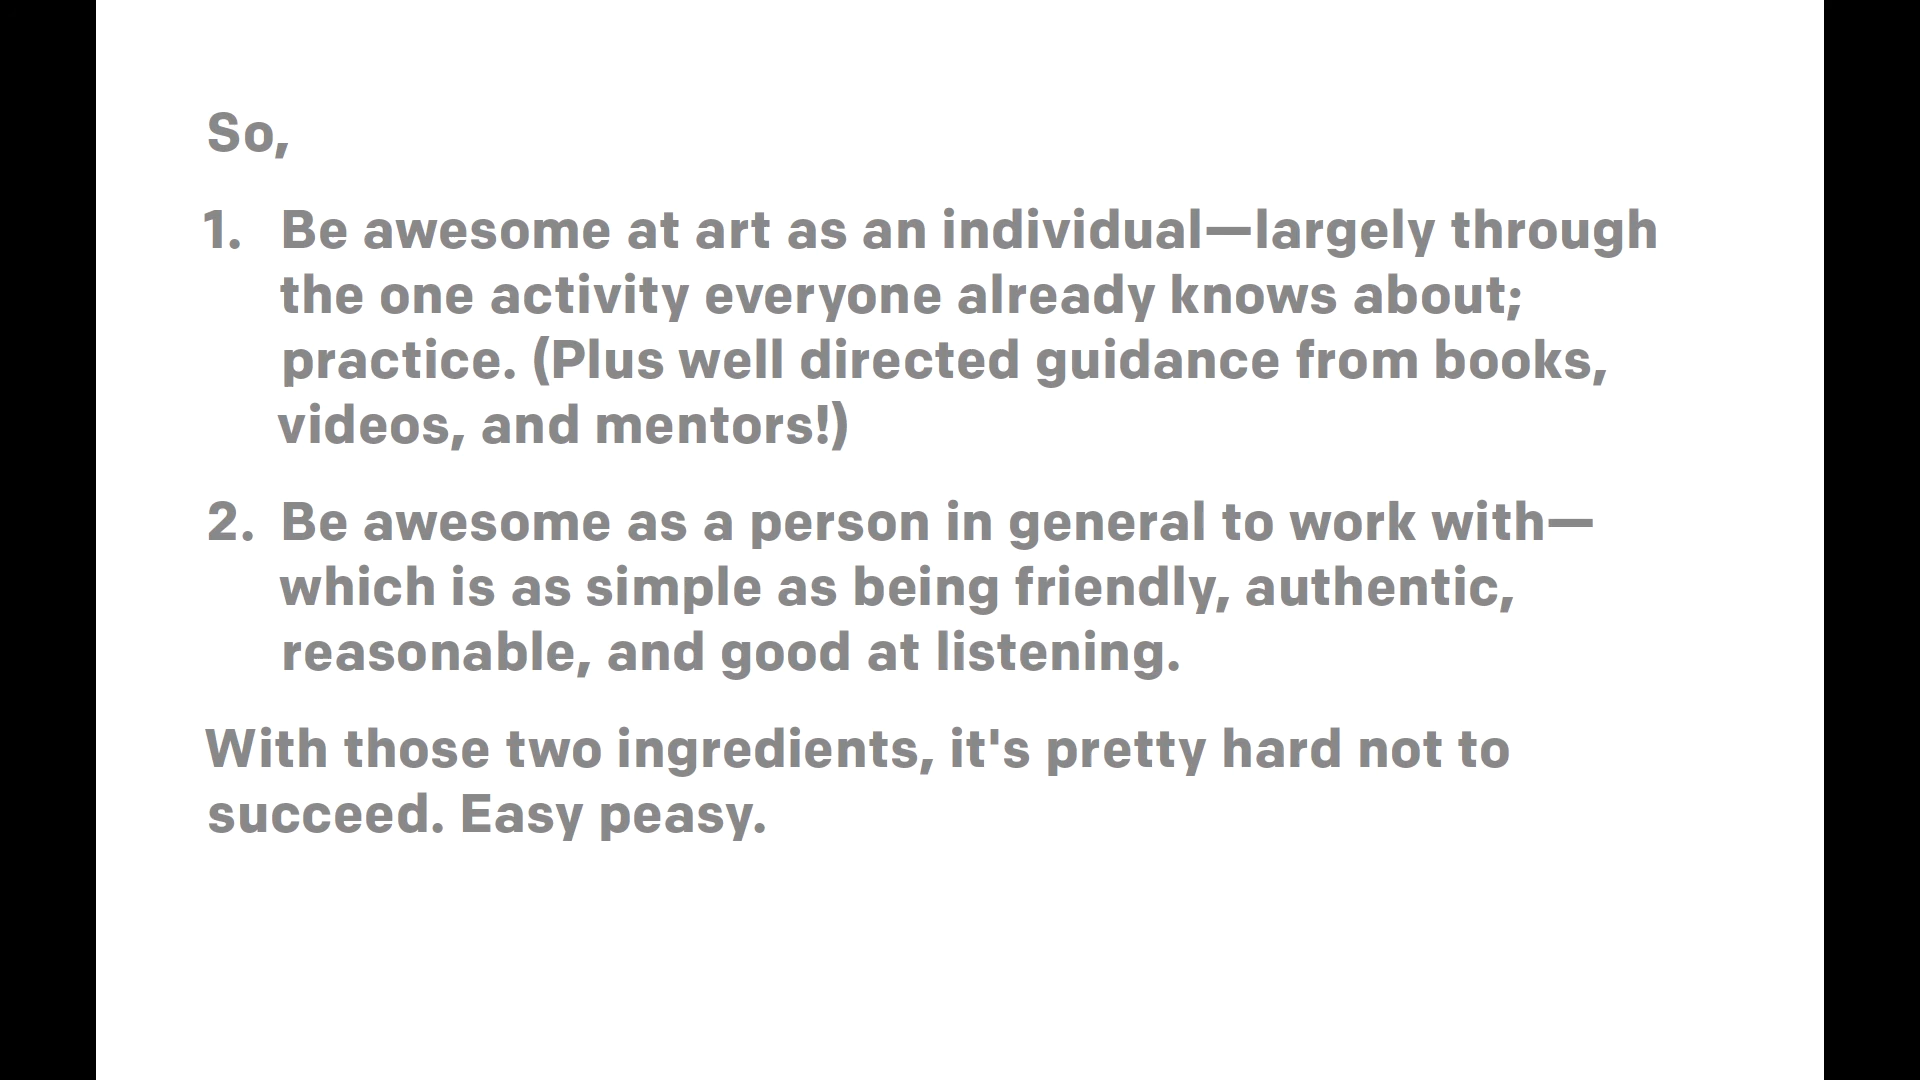 So,
1. Be awesome at art as an individual—largely through
the one activity everyone already knows about;
practice. (Plus well directed guidance from books,
videos, and mentors!)
2. Be awesome as a person in general to work with—
which is as simple as being friendly, authentic,
reasonable, and good at listening.
With those two ingredients, it's pretty hard not to
succeed. Easy peasy.